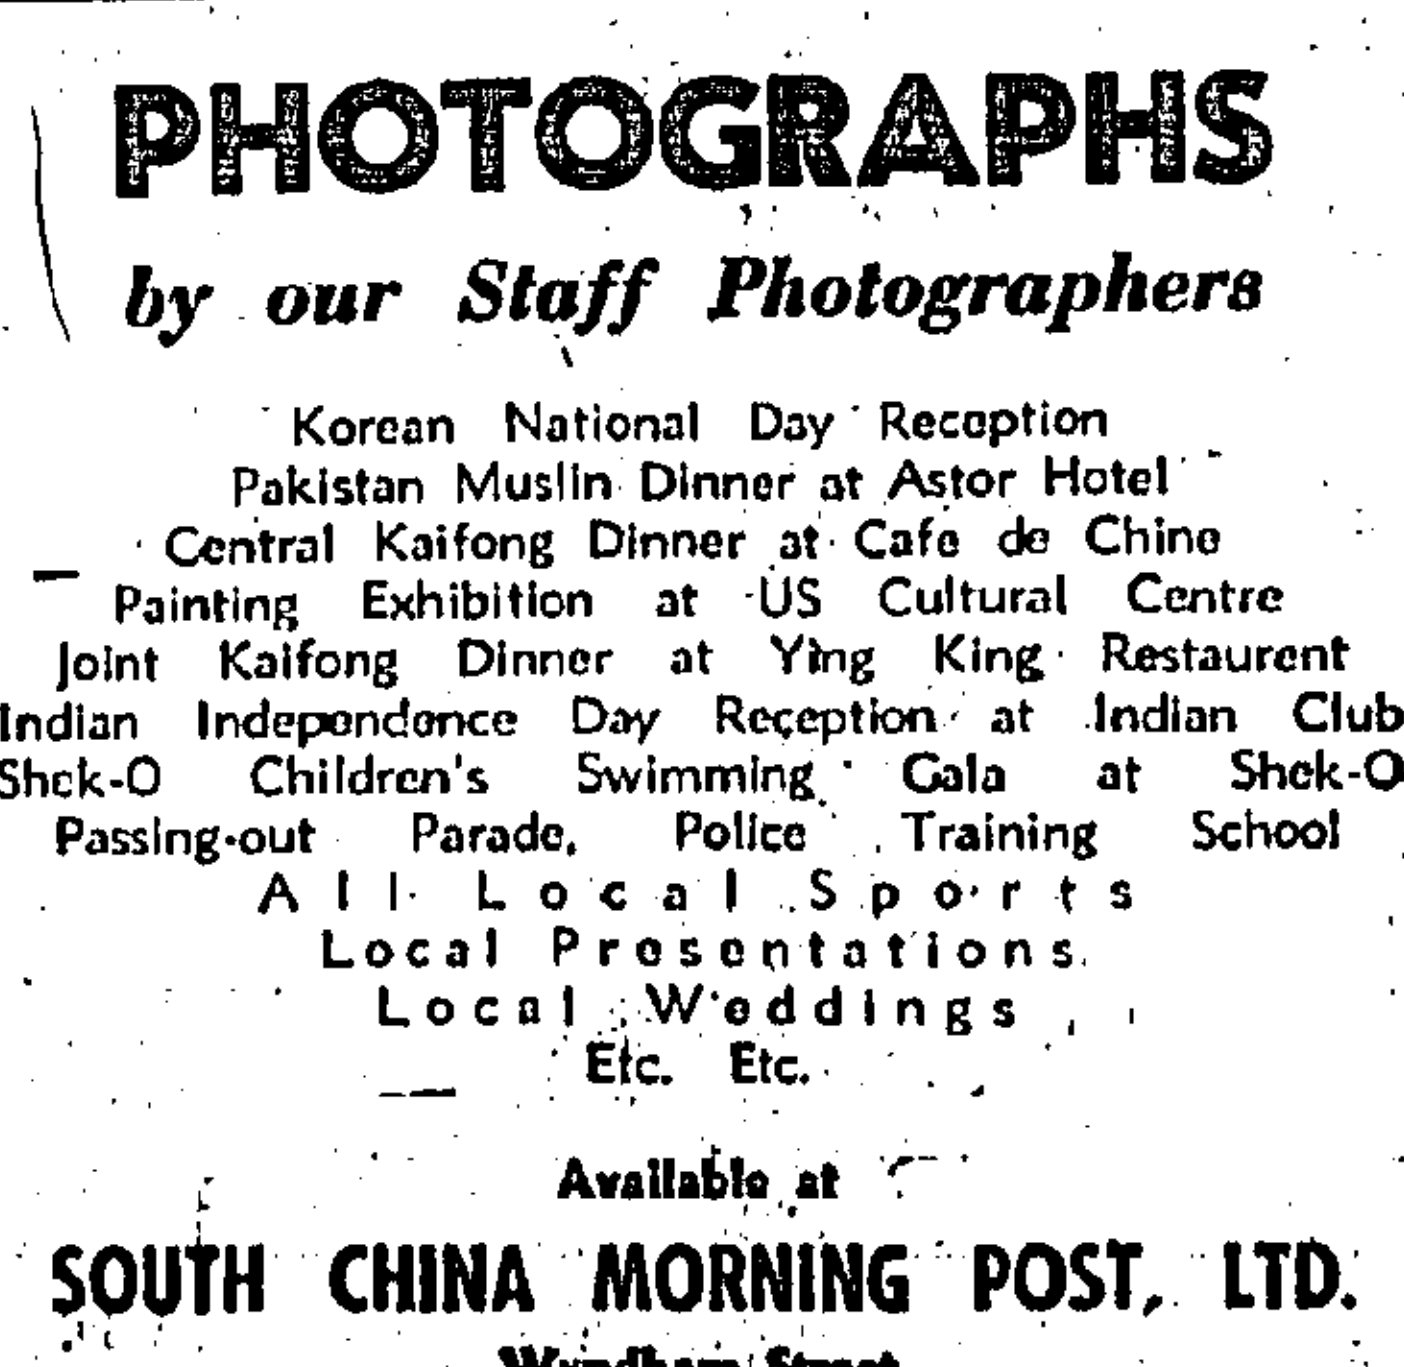 PHOTOGRAPHS
by our Staff Photographers
Korean National Day Reception
Pakistan Muslin Dinner at Astor Hotel
Central Kaifong Dinner at Cafe de Chine
Painting Exhibition at US Cultural Centre
Joint Kaifong Dinner at Ying King Restaurent
Indian Independence Day Reception at Indian Club
Shek-O Children's Swimming Gala at Shek-O
Passing-out Parade, Police Training School
All Local Sports
Local Presentations
Local Weddings
Etc. Etc.
Available at
SOUTH CHINA MORNING POST, LTD.
Wyndham Street